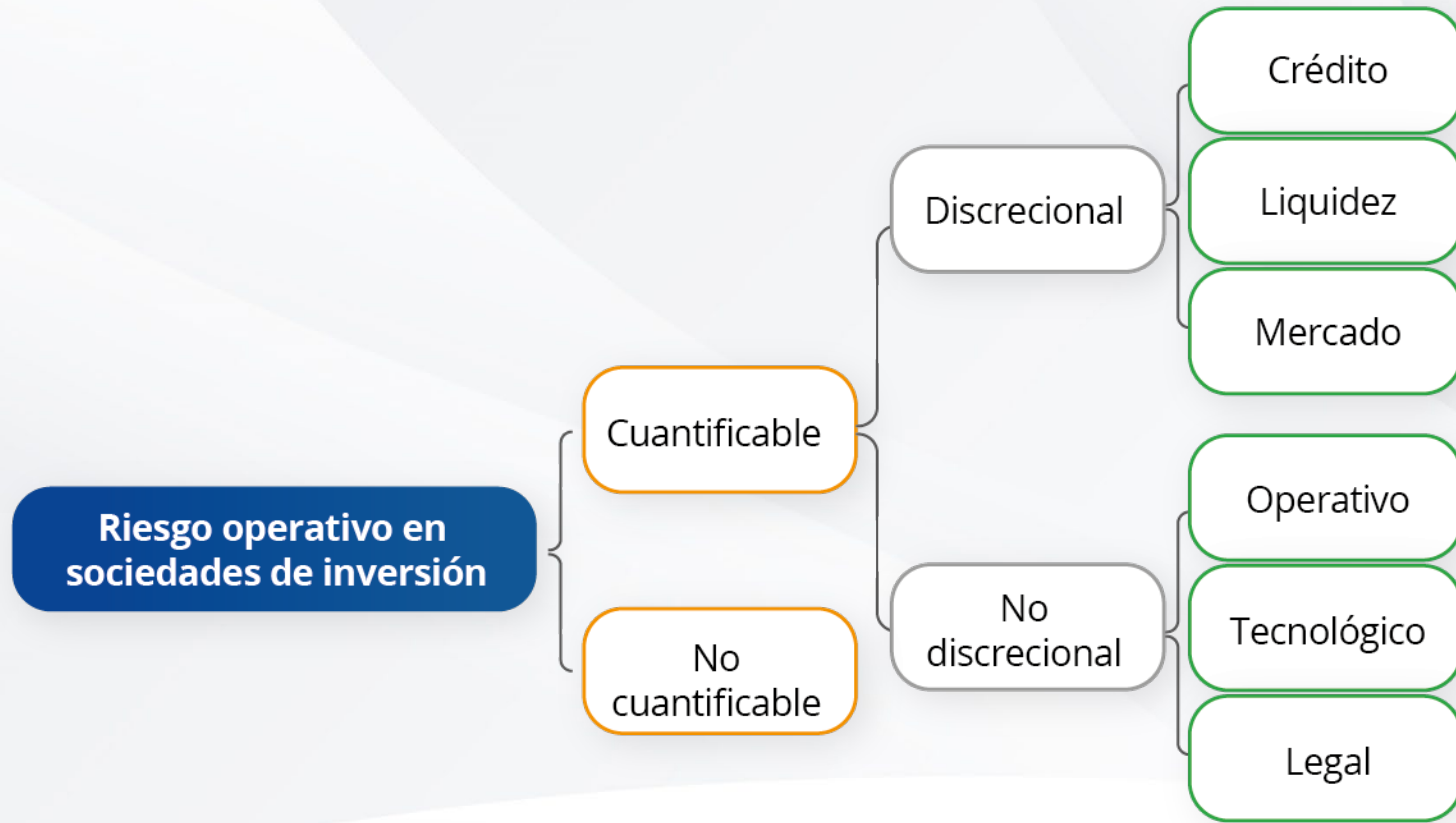 Riesgo operativo en
sociedades de inversión
Cuantificable
No
cuantificable
Discrecional
No
discrecional
Crédito
Liquidez
Mercado
Operativo
Tecnológico
Legal